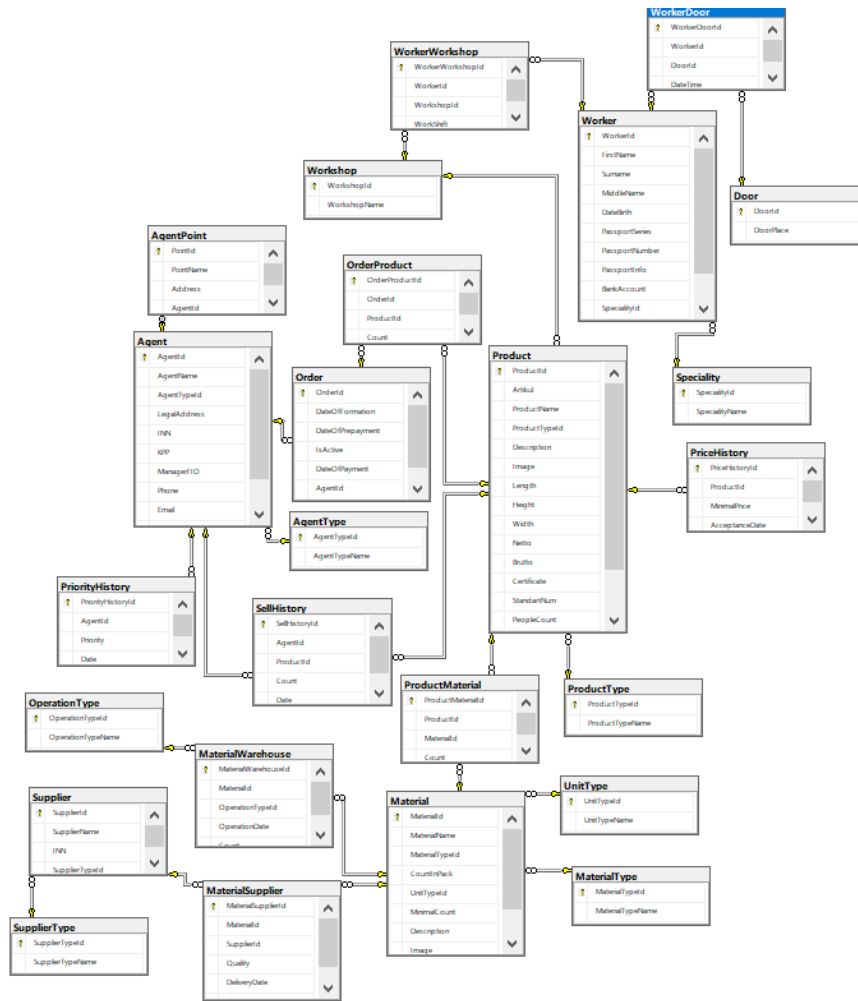 WorkerDoor
WorkerDoorId
WorkerId
DoorId
DateTime
WorkerWorkshop
WorkerWorkshopId
WorkerId
WorkshopId
WorkShift
Worker
WorkerId
FirstName
Surname
MiddleName
DateBirth
PassportSeries
PassportNumber
PassportInfo
BankAccount
SpecialityId
Workshop
WorkshopId
WorkshopName
Door
DoorId
DoorPlace
AgentPoint
PointId
PointName
Address
AgentId
OrderProduct
OrderProductId
OrderId
ProductId
Count
Agent
AgentId
AgentName
AgentTypeId
LegalAddress
INN
KPP
ManagerFIO
Phone
Email
Order
OrderId
DateOfFormation
DateOfPrepayment
IsActive
DateOfPayment
AgentId
Product
ProductId
Artikul
ProductName
ProductTypeId
Description
Image
Length
Height
Width
Netto
Brutto
Certificate
StandartNum
PeopleCount
Speciality
SpecialityId
SpecialityName
PriceHistory
PriceHistoryId
ProductId
MinimalPrice
AcceptanceDate
AgentType
AgentTypeId
AgentTypeName
PriorityHistory
PriorityHistoryId
AgentId
Priority
Date
SellHistory
SellHistoryId
AgentId
ProductId
Count
Date
ProductMaterial
ProductMaterialId
ProductId
MaterialId
Count
ProductType
ProductTypeId
ProductTypeName
OperationType
OperationTypeId
OperationTypeName
MaterialWarehouse
MaterialWarehouseId
MaterialId
OperationTypeId
OperationDate
Count
UnitType
UnitTypeId
UnitTypeName
Supplier
SupplierId
SupplierName
INN
SupplierTypeId
Material
MaterialId
MaterialName
MaterialTypeId
CountInPack
UnitTypeId
MinimalCount
Description
Image
MaterialType
MaterialTypeId
MaterialTypeName
MaterialSupplier
MaterialSupplierId
MaterialId
SupplierId
Quality
DeliveryDate
SupplierType
SupplierTypeId
SupplierTypeName